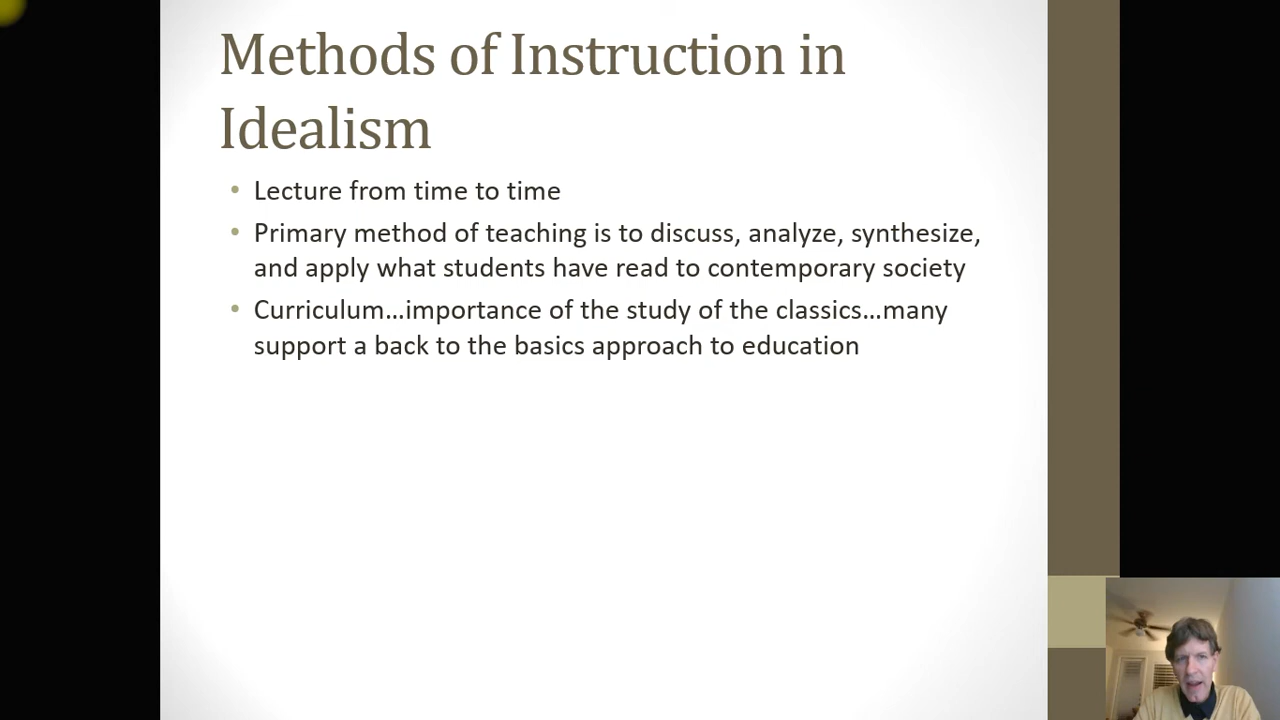 Methods of Instruction in
Idealism
• Lecture from time to time
• Primary method of teaching is to discuss, analyze, synthesize,
and apply what students have read to contemporary society
• Curriculum…importance of the study of the classics…many
support a back to the basics approach to education